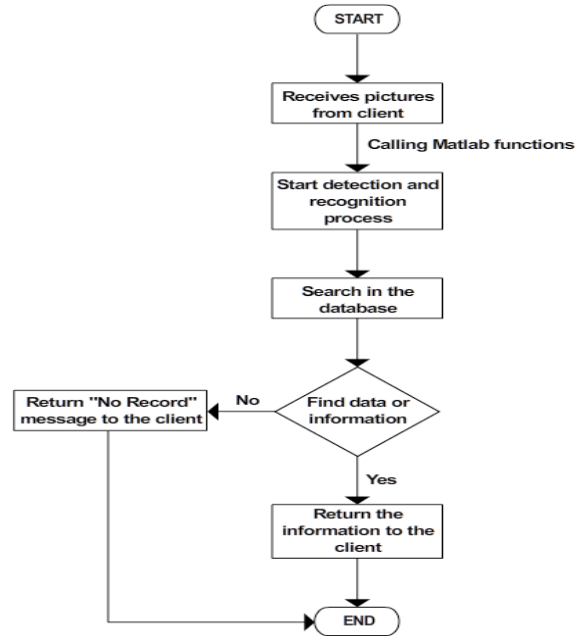 START
Receives pictures
from client
Calling Matlab functions
Start detection and
recognition
process
Search in the
database
Find data or
information
No
Return "No Record"
message to the client
Yes
Return the
information to the
client
END